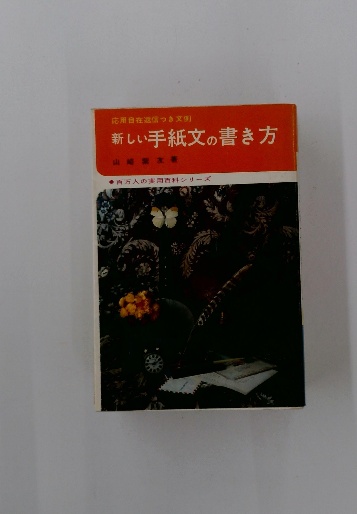 応用自在返信つき文例
新しい手紙文の書き方
●百万人の実用百科シリーズ